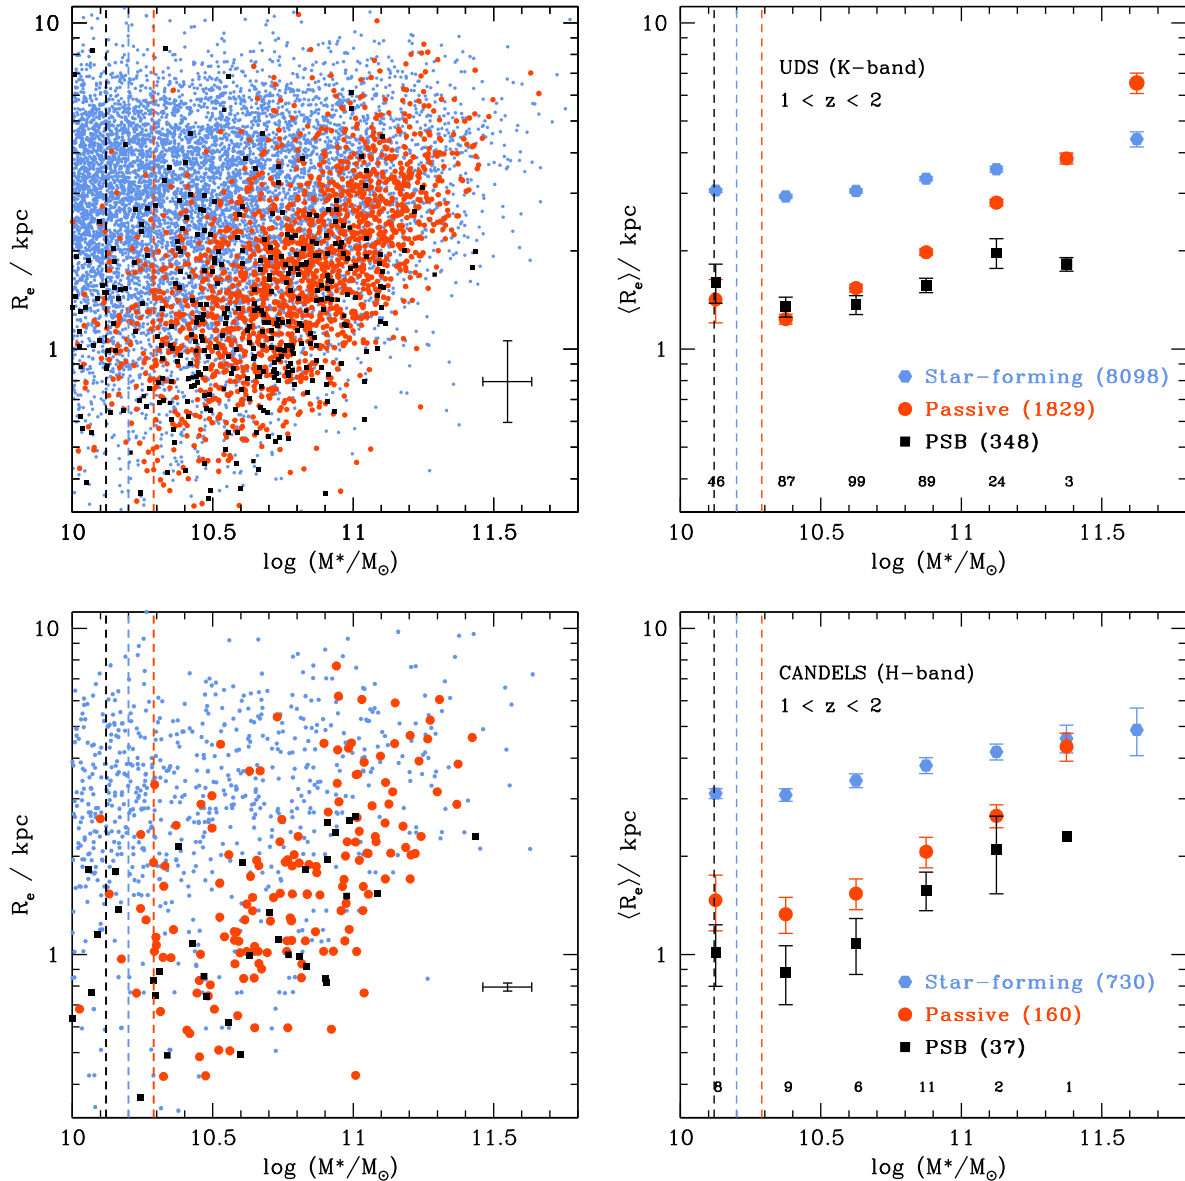 10
1
R_e / kpc
10
10.5
11
11.5
log (M*/M_⊙)
10
1
⟨R_e⟩/ kpc
UDS (K-band)
1 < z < 2
Star-forming (8098)
Passive (1829)
PSB (348)
46 87 99 89 24 3
10
10.5
11
11.5
log (M*/M_⊙)
10
1
R_e / kpc
10
10.5
11
11.5
log (M*/M_⊙)
10
1
⟨R_e⟩/ kpc
CANDELS (H-band)
1 < z < 2
Star-forming (730)
Passive (160)
PSB (37)
8 9 6 11 2 1
10
10.5
11
11.5
log (M*/M_⊙)